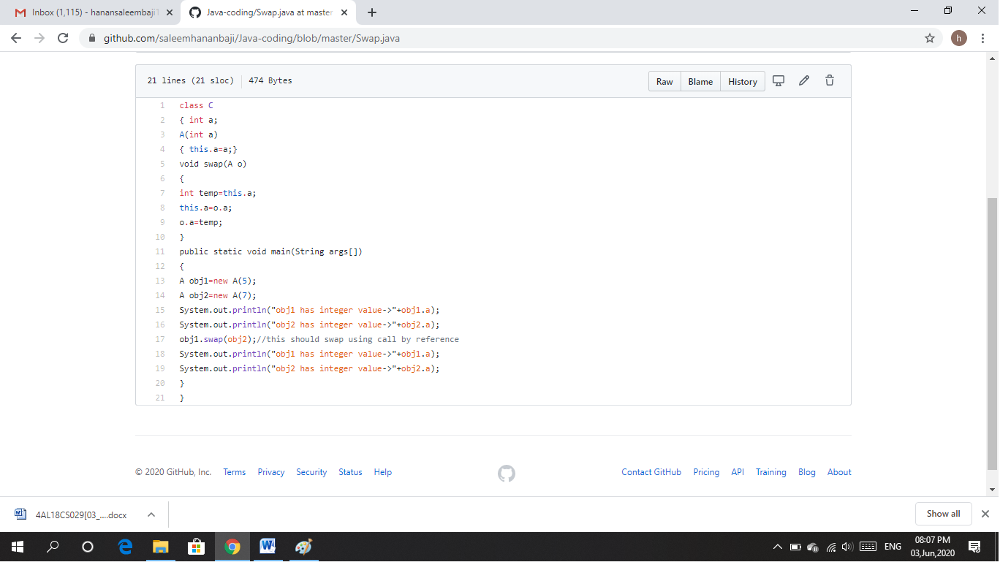 Inbox (1,115) - hanansaleembaji1
Java-coding/Swap.java at master
github.com/saleemhananbaji/Java-coding/blob/master/Swap.java
h
21 lines (21 sloc) 474 Bytes
Raw Blame History
1 class C
2 { int a;
3 A(int a)
4 { this.a=a;}
5 void swap(A o)
6 {
7 int temp=this.a;
8 this.a=o.a;
9 o.a=temp;
10 }
11 public static void main(String args[])
12 {
13 A obj1=new A(5);
14 A obj2=new A(7);
15 System.out.println("obj1 has integer value->"+obj1.a);
16 System.out.println("obj2 has integer value->"+obj2.a);
17 obj1.swap(obj2);//this should swap using call by reference
18 System.out.println("obj1 has integer value->"+obj1.a);
19 System.out.println("obj2 has integer value->"+obj2.a);
20 }
21 }
© 2020 GitHub, Inc. Terms Privacy Security Status Help Contact GitHub Pricing API Training Blog About
4AL18CS029[03_....docx
Show all
ENG
08:07 PM
03,Jun,2020